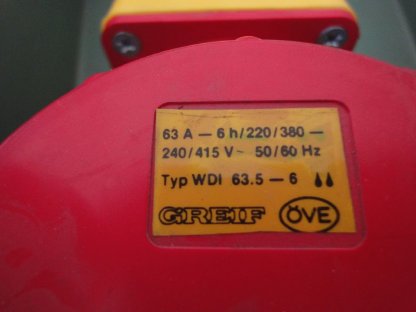 63 A — 6 h/220/380 —
240/415 V~ 50/60 Hz
Typ WDI 63.5 — 6
GREIF ÖVE